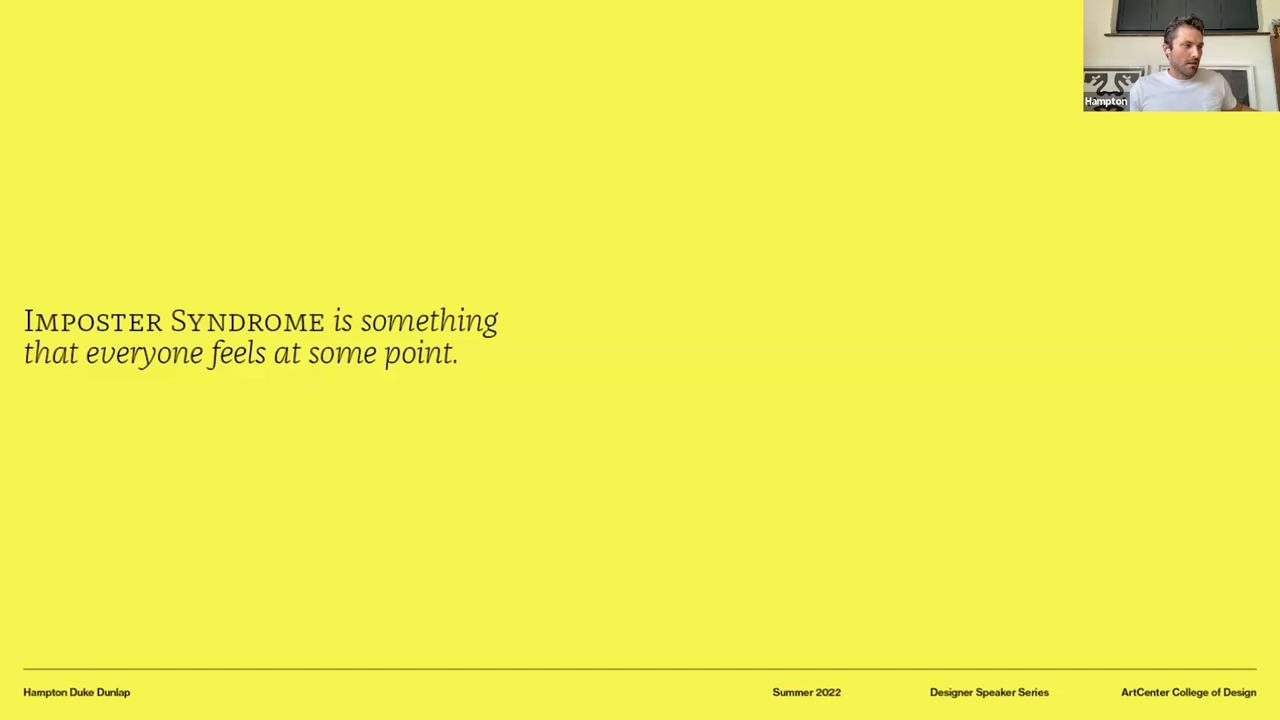 Hampton
Imposter Syndrome is something
that everyone feels at some point.
Hampton Duke Dunlap
Summer 2022
Designer Speaker Series
ArtCenter College of Design